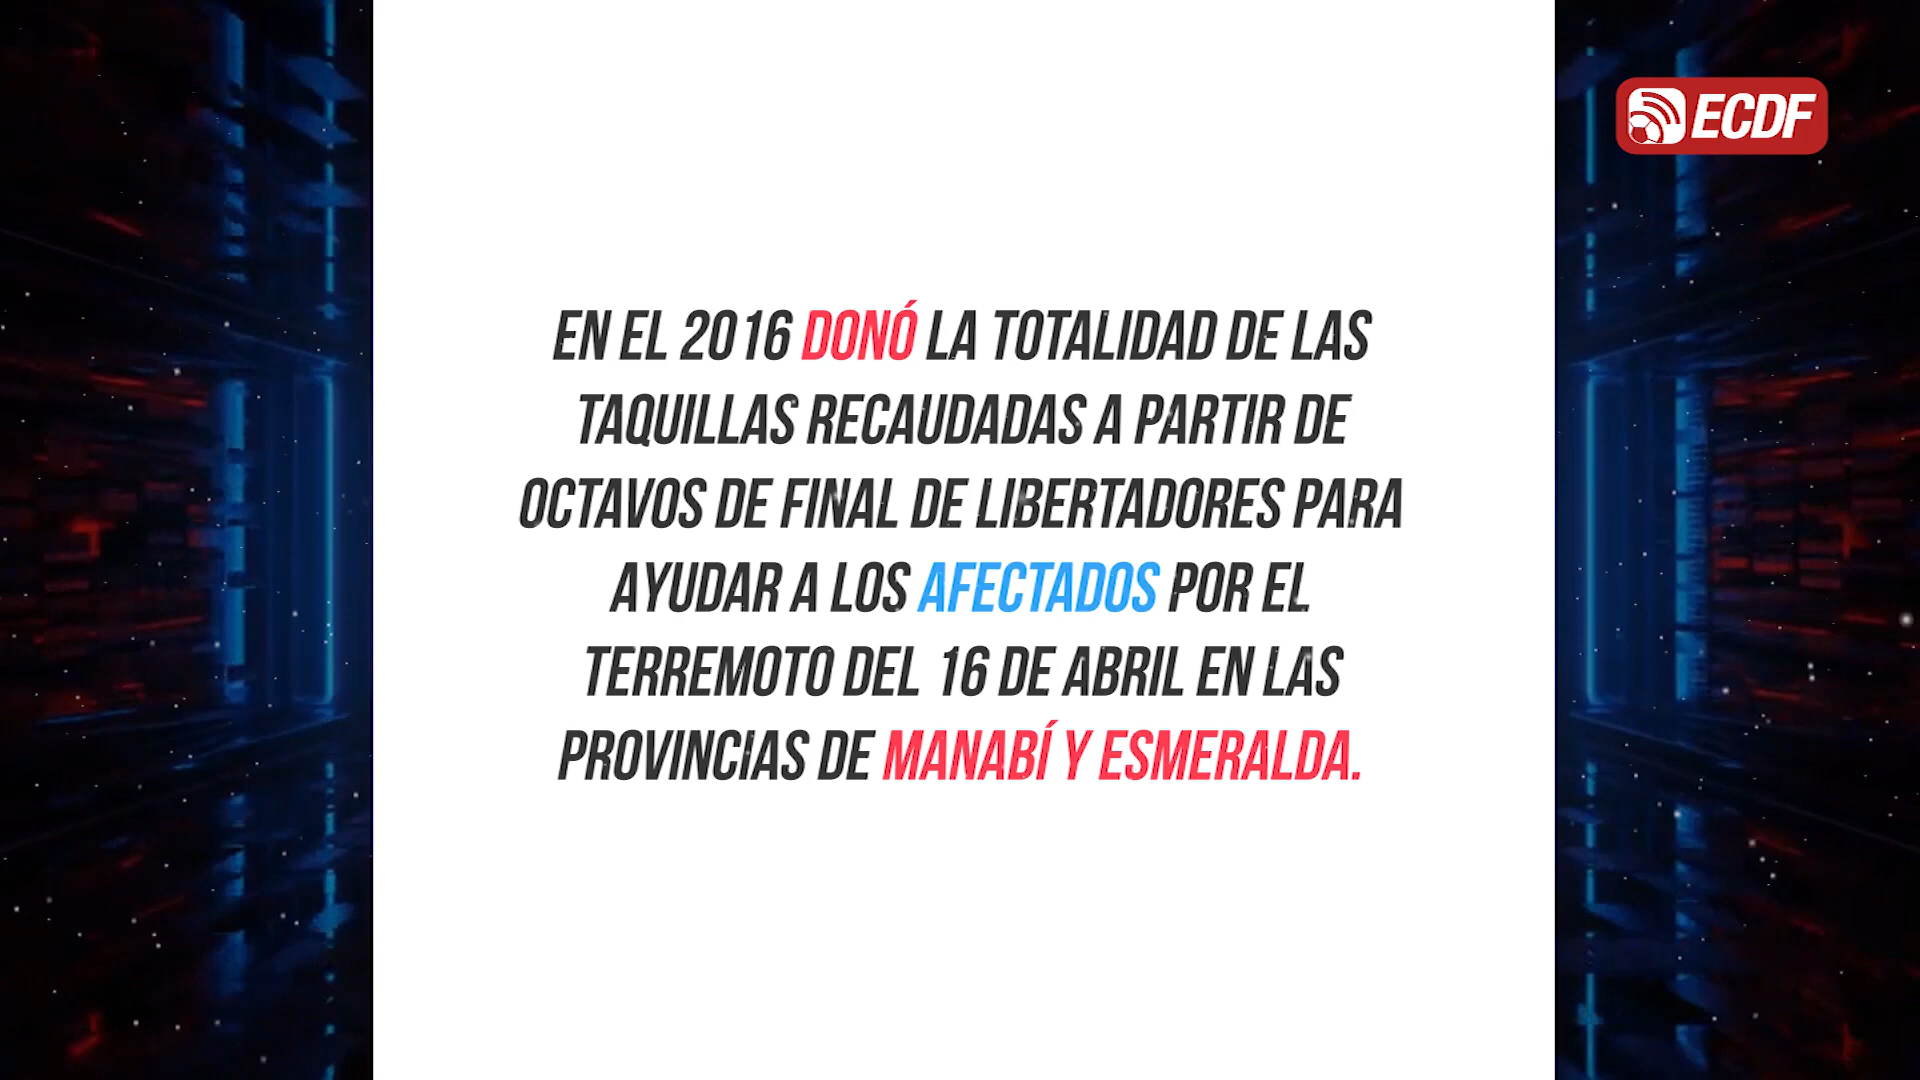 ECDF
EN EL 2016 DONÓ LA TOTALIDAD DE LAS
TAQUILLAS RECAUDADAS A PARTIR DE
OCTAVOS DE FINAL DE LIBERTADORES PARA
AYUDAR A LOS AFECTADOS POR EL
TERREMOTO DEL 16 DE ABRIL EN LAS
PROVINCIAS DE MANABÍ Y ESMERALDA.